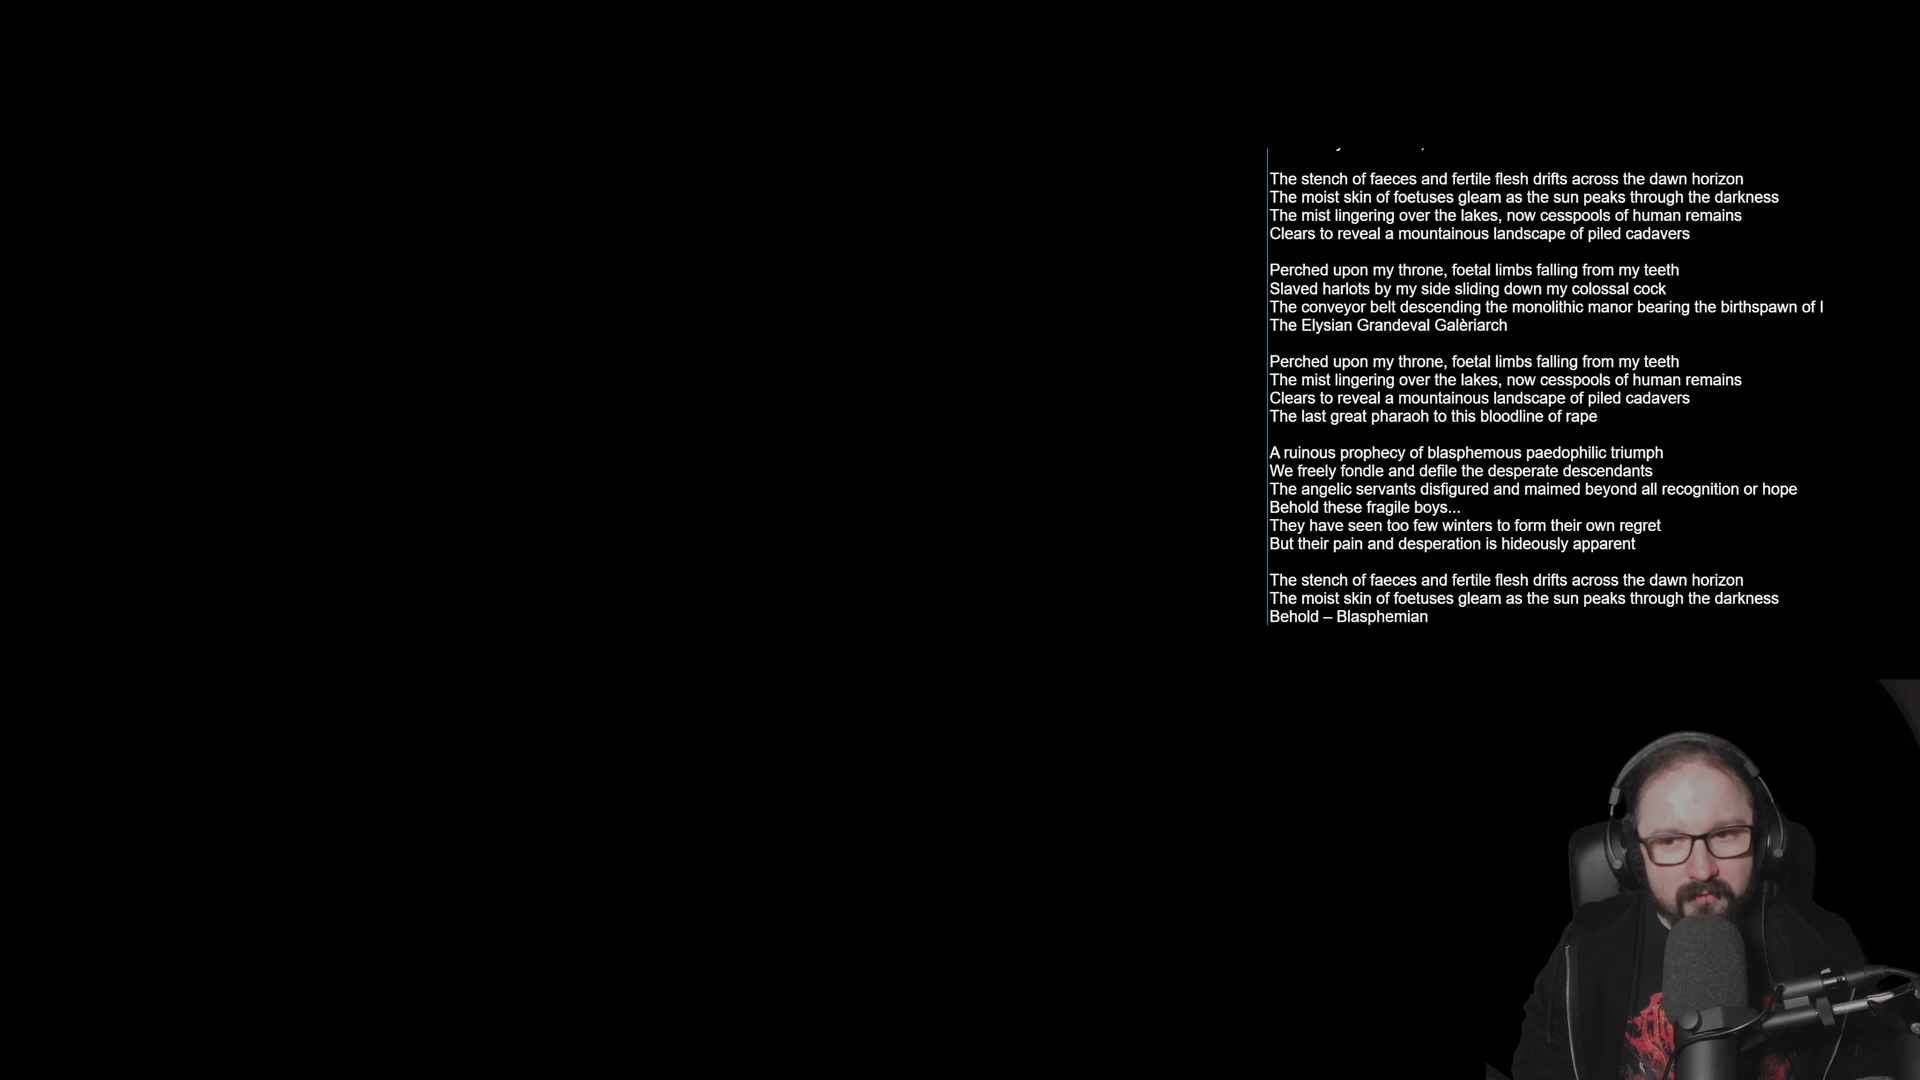 The stench of faeces and fertile flesh drifts across the dawn horizon
The moist skin of foetuses gleam as the sun peaks through the darkness
The mist lingering over the lakes, now cesspools of human remains
Clears to reveal a mountainous landscape of piled cadavers
Perched upon my throne, foetal limbs falling from my teeth
Slaved harlots by my side sliding down my colossal cock
The conveyor belt descending the monolithic manor bearing the birthspawn of I
The Elysian Grandeval Galèriarch
Perched upon my throne, foetal limbs falling from my teeth
The mist lingering over the lakes, now cesspools of human remains
Clears to reveal a mountainous landscape of piled cadavers
The last great pharaoh to this bloodline of rape
A ruinous prophecy of blasphemous paedophilic triumph
We freely fondle and defile the desperate descendants
The angelic servants disfigured and maimed beyond all recognition or hope
Behold these fragile boys...
They have seen too few winters to form their own regret
But their pain and desperation is hideously apparent
The stench of faeces and fertile flesh drifts across the dawn horizon
The moist skin of foetuses gleam as the sun peaks through the darkness
Behold – Blasphemian